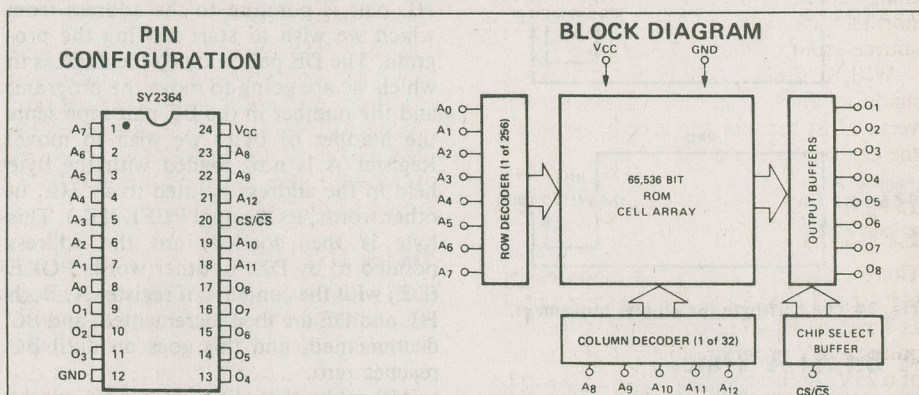 PIN
CONFIGURATION
SY2364
A7 1 24 VCC
A6 2 23 A8
A5 3 22 A9
A4 4 21 A12
A3 5 20 CS/C̅S̅
A2 6 19 A10
A1 7 18 A11
A0 8 17 O8
O1 9 16 O7
O2 10 15 O6
O3 11 14 O5
GND 12 13 O4
BLOCK DIAGRAM
VCC GND
A0
A1
A2
A3
A4
A5
A6
A7
ROW DECODER (1 of 256)
65,536 BIT
ROM
CELL ARRAY
OUTPUT BUFFERS
O1
O2
O3
O4
O5
O6
O7
O8
COLUMN DECODER (1 of 32)
A8 A9 A10 A11 A12
CHIP SELECT
BUFFER
CS/C̅S̅